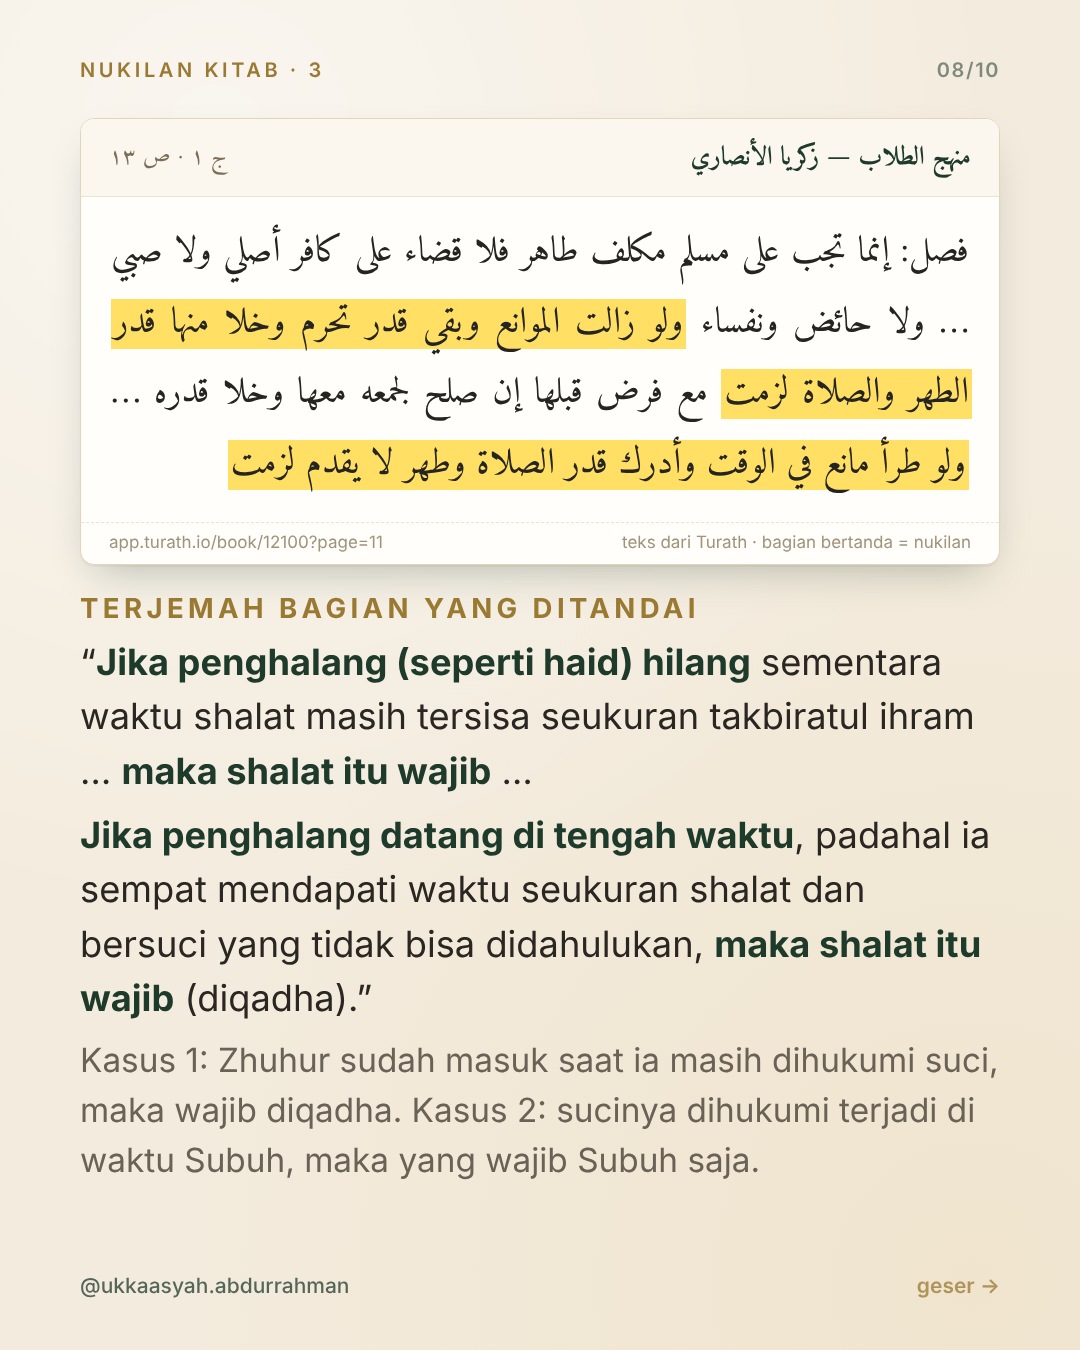 NUKILAN KITAB · 3
08/10
منهج الطلاب — زكريا الأنصاري
ج ١ · ص ١٣
فصل: إنما تجب على مسلم مكلف طاهر فلا قضاء على كافر أصلي ولا صبي
... ولا حائض ونفساء ولو زالت الموانع وبقي قدر تحرم وخلا منها قدر
الطهر والصلاة لزمت مع فرض قبلها إن صلح لجمعه معها وخلا قدره ...
ولو طرأ مانع في الوقت وأدرك قدر الصلاة وطهر لا يقدم لزمت
app.turath.io/book/12100?page=11
teks dari Turath · bagian bertanda = nukilan
TERJEMAH BAGIAN YANG DITANDAI
“Jika penghalang (seperti haid) hilang sementara
waktu shalat masih tersisa seukuran takbiratul ihram
... maka shalat itu wajib ...
Jika penghalang datang di tengah waktu, padahal ia
sempat mendapati waktu seukuran shalat dan
bersuci yang tidak bisa didahulukan, maka shalat itu
wajib (diqadha).”
Kasus 1: Zhuhur sudah masuk saat ia masih dihukumi suci,
maka wajib diqadha. Kasus 2: sucinya dihukumi terjadi di
waktu Subuh, maka yang wajib Subuh saja.
@ukkaasyah.abdurrahman
geser →